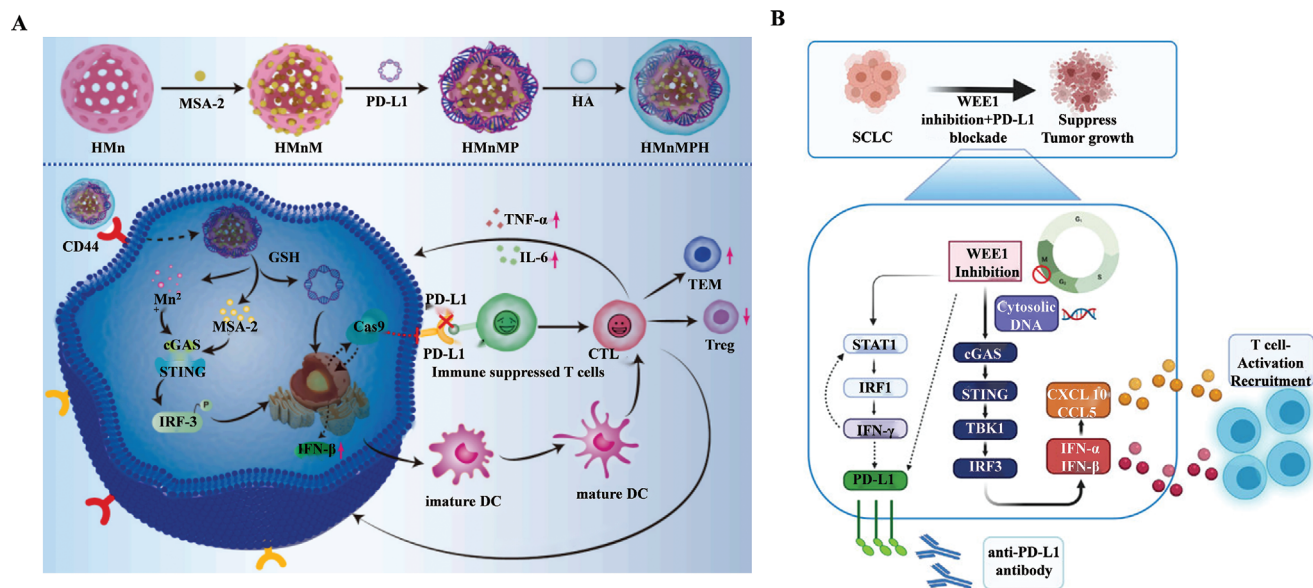 A
MSA-2
PD-L1
HA
HMn
HMnM
HMnMP
HMnMPH
CD44
GSH
Mn2
+
MSA-2
cGAS
STING
IRF-3
P
Cas9
IFN-β
PD-L1
PD-L1
Immune suppressed T cells
TNF-α
IL-6
CTL
TEM
Treg
imature DC
mature DC
B
SCLC
WEE1
inhibition+PD-L1
blockade
Suppress
Tumor growth
WEE1
Inhibition
G1
S
G2
M
Cytosolic
DNA
STAT1
IRF1
IFN-γ
PD-L1
cGAS
STING
TBK1
IRF3
CXCL 10
CCL5
IFN-α
IFN-β
T cell-
Activation
Recruitment
anti-PD-L1
antibody